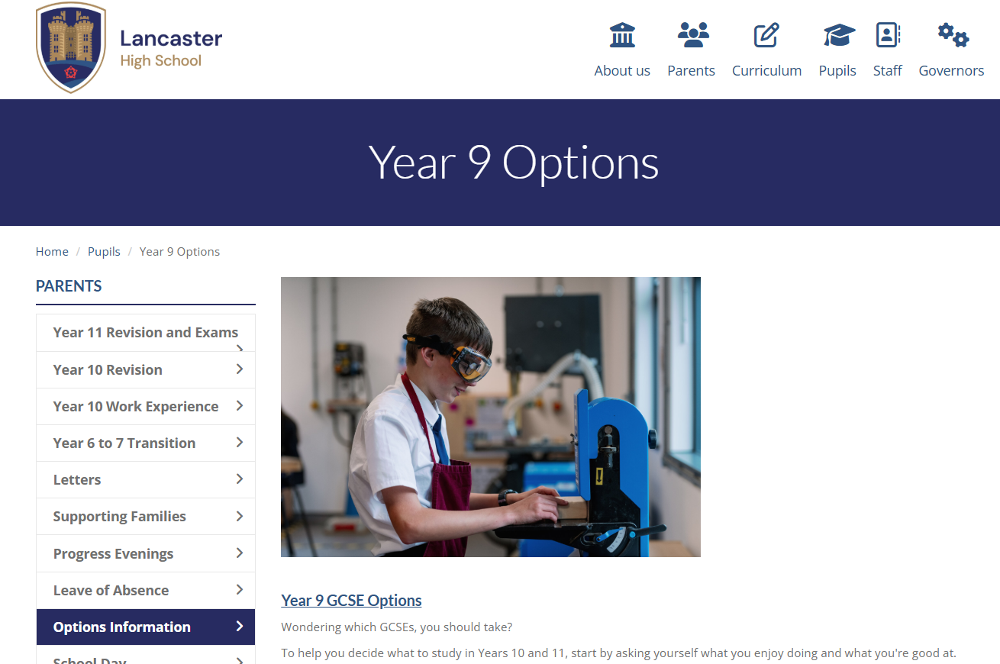 Lancaster
High School
About us
Parents
Curriculum
Pupils
Staff
Governors
Year 9 Options
Home / Pupils / Year 9 Options
PARENTS
Year 11 Revision and Exams
Year 10 Revision
Year 10 Work Experience
Year 6 to 7 Transition
Letters
Supporting Families
Progress Evenings
Leave of Absence
Options Information
School Day
Year 9 GCSE Options
Wondering which GCSEs, you should take?
To help you decide what to study in Years 10 and 11, start by asking yourself what you enjoy doing and what you're good at.